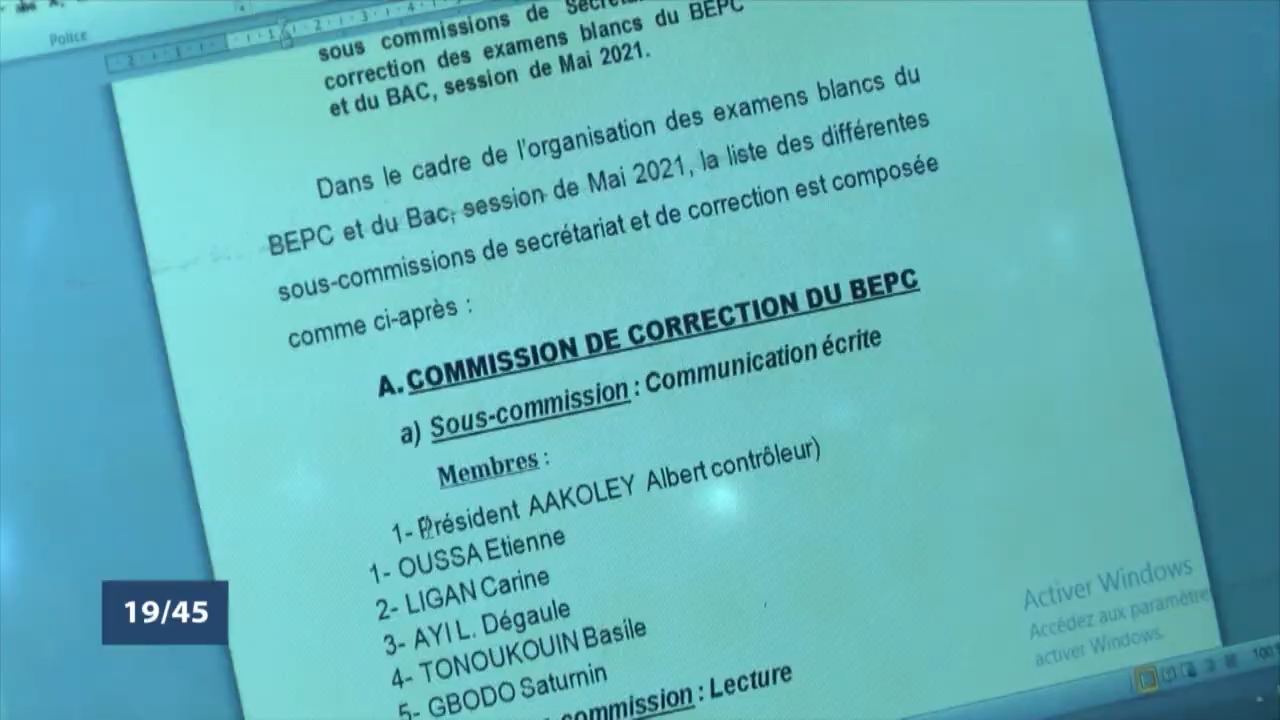 Police
sous commissions de
correction des examens blancs du BEPC
et du BAC, session de Mai 2021.
Dans le cadre de l'organisation des examens blancs du
BEPC et du Bac, session de Mai 2021, la liste des différentes
sous-commissions de secrétariat et de correction est composée
comme ci-après :
A. COMMISSION DE CORRECTION DU BEPC
a) Sous-commission : Communication écrite
Membres :
1- Président AAKOLEY Albert contrôleur)
1- OUSSA Etienne
2- LIGAN Carine
3- AYI L. Dégaule
4- TONOUKOUIN Basile
5- GBODO Saturnin
commission : Lecture
19/45
Activer Windows
Accédez aux paramètre
activer Windows.